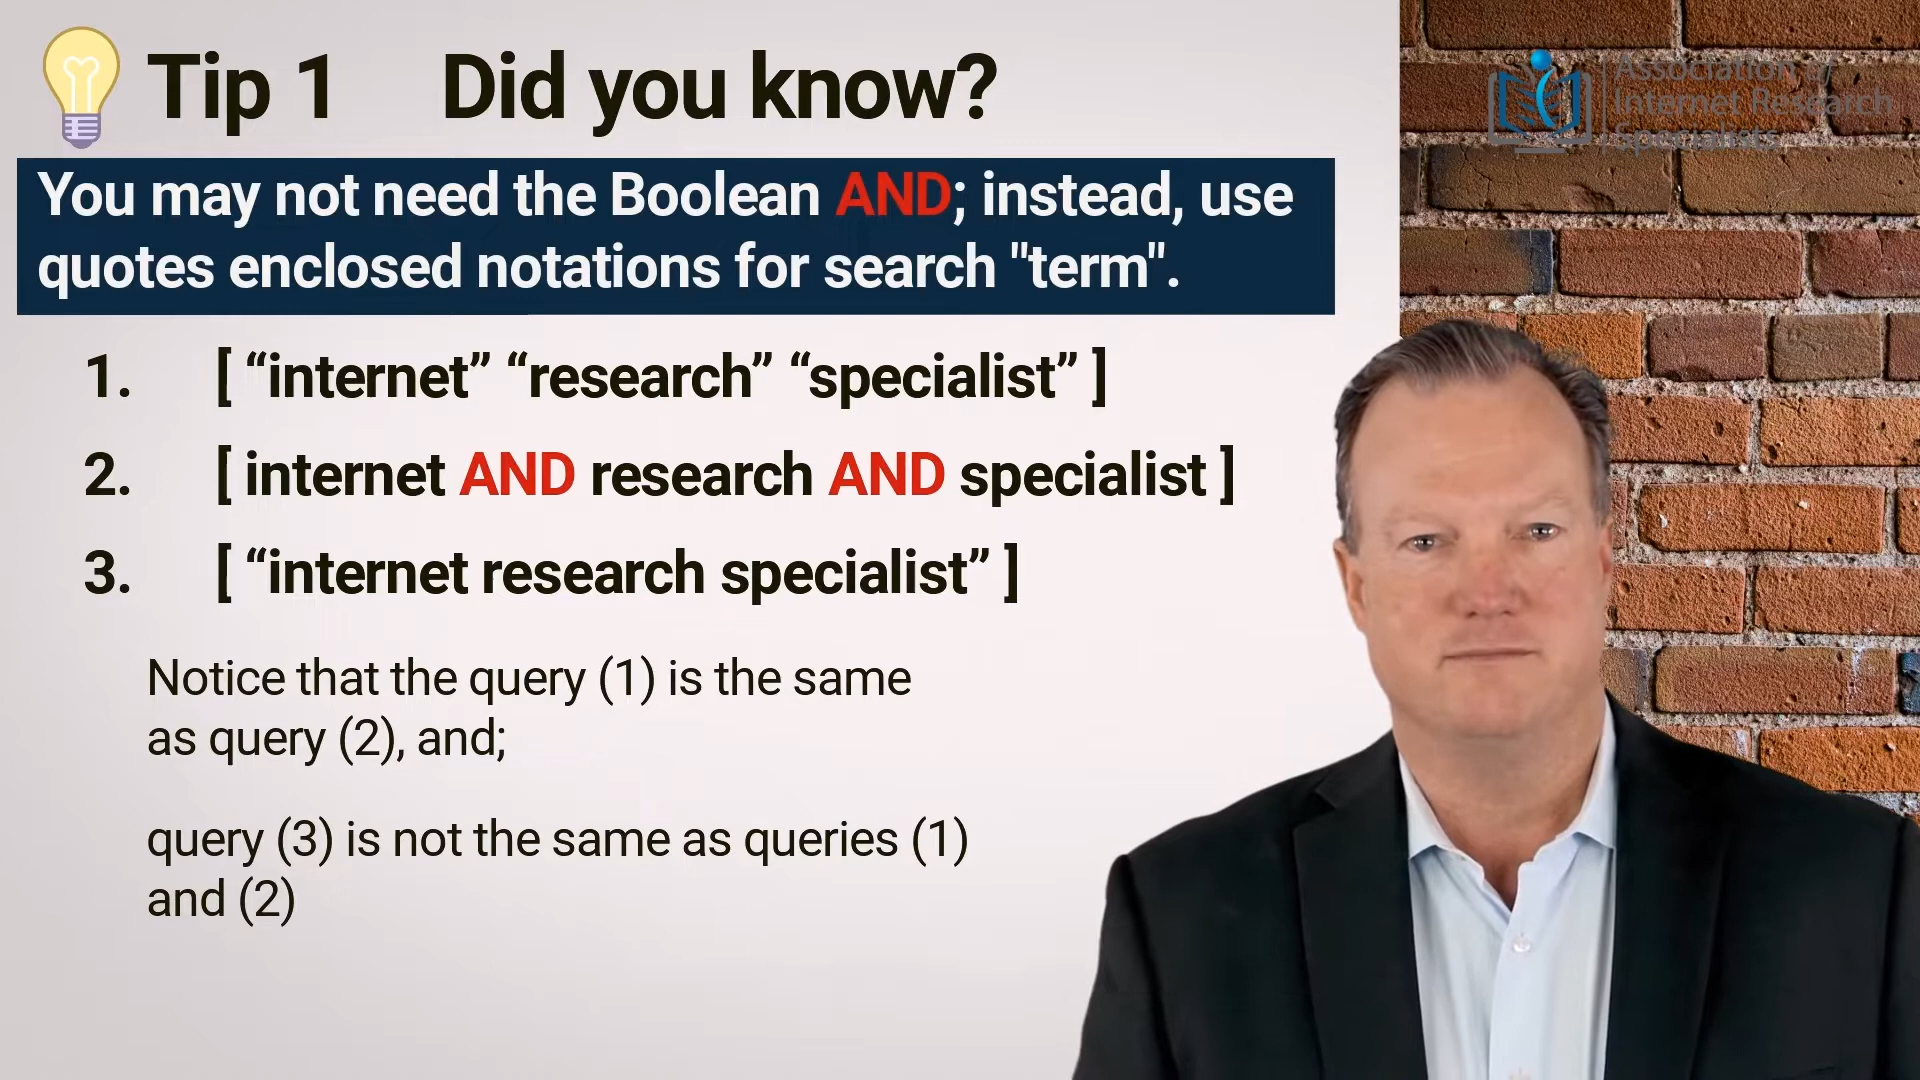 Tip 1 Did you know?
Association of
Internet Research
Specialists
You may not need the Boolean AND; instead, use
quotes enclosed notations for search "term".
1. [ “internet” “research” “specialist” ]
2. [ internet AND research AND specialist ]
3. [ “internet research specialist” ]
Notice that the query (1) is the same
as query (2), and;
query (3) is not the same as queries (1)
and (2)